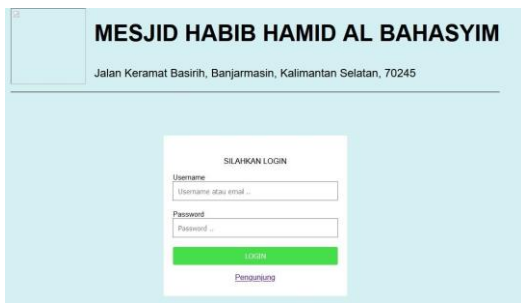 MESJID HABIB HAMID AL BAHASYIM
Jalan Keramat Basirih, Banjarmasin, Kalimantan Selatan, 70245
SILAHKAN LOGIN
Username
Username atau email ..
Password
Password ..
LOGIN
Pengunjung